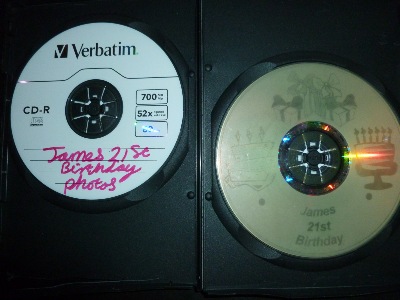 Verbatim
CD-R
700
52x
James 21st
Birthday
photos
James
21st
Birthday